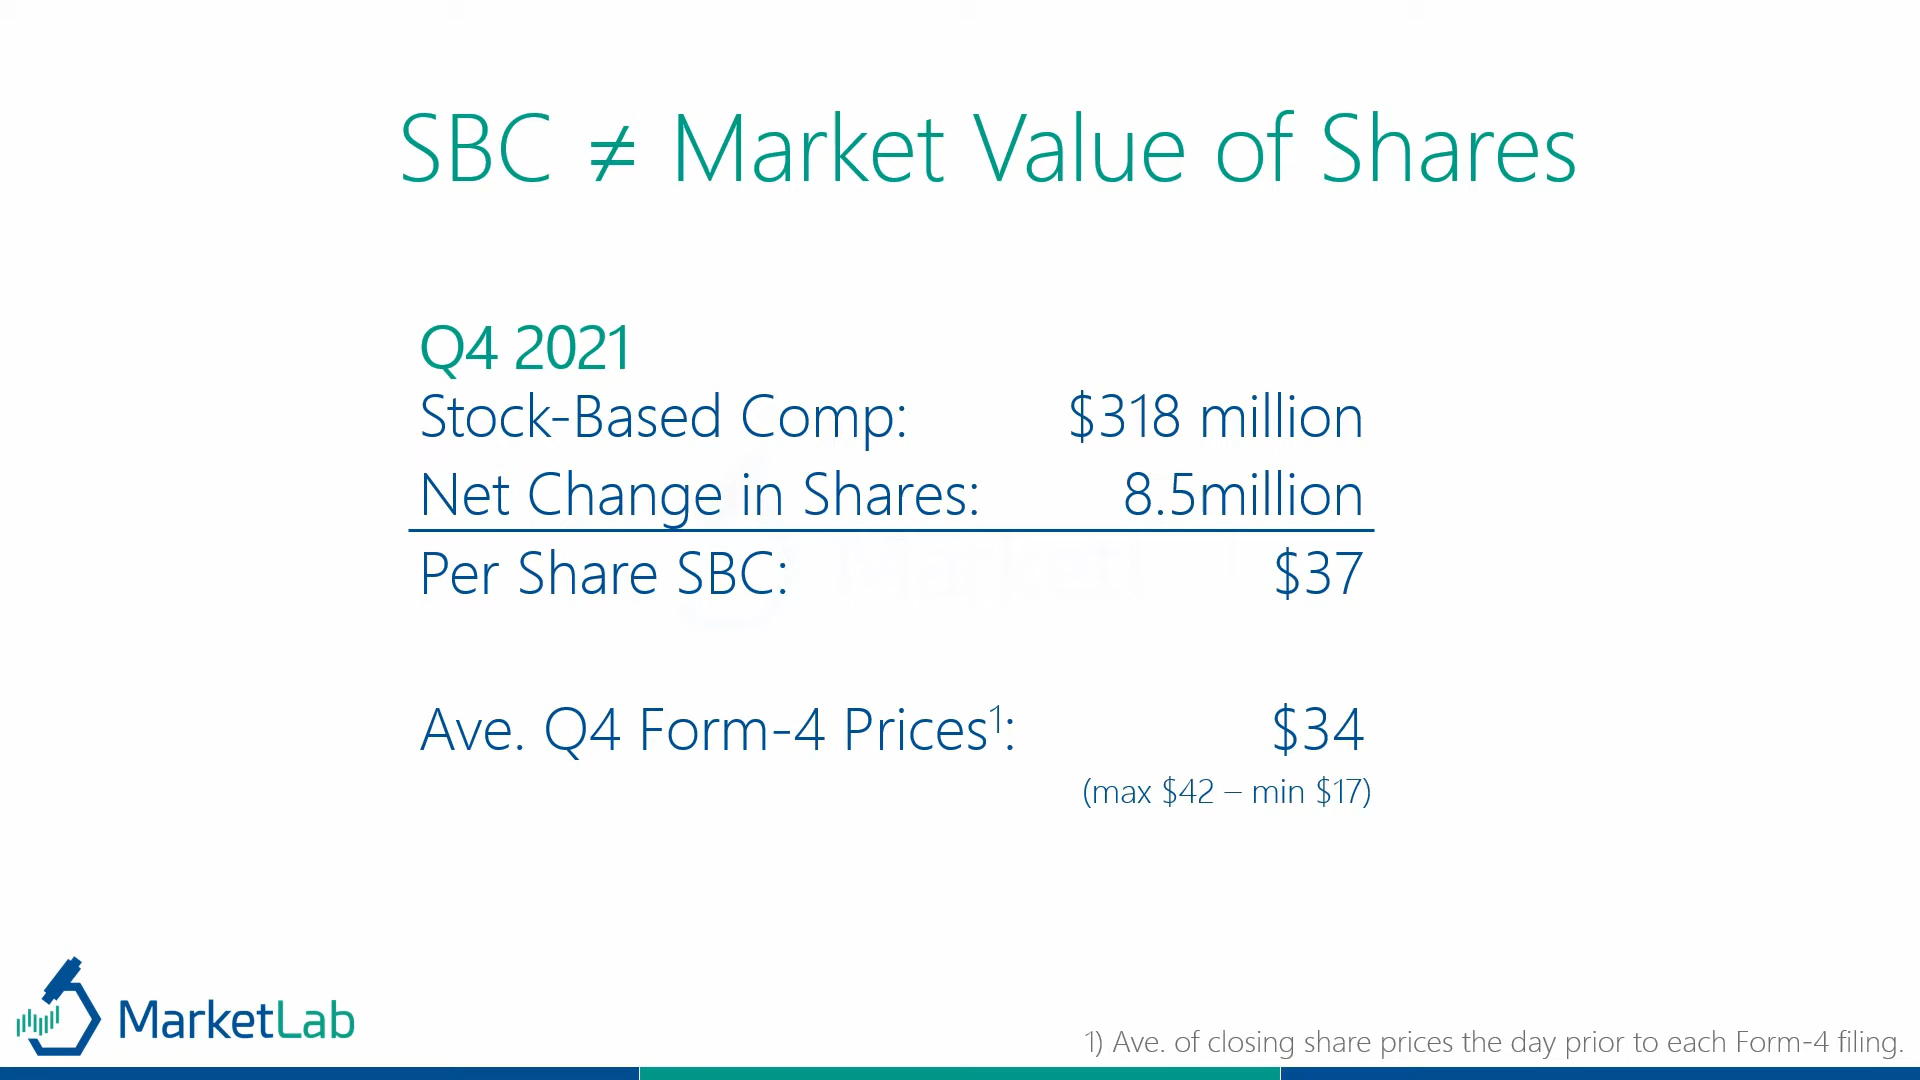 SBC ≠ Market Value of Shares
Q4 2021
Stock-Based Comp: $318 million
Net Change in Shares: 8.5million
Per Share SBC: $37
Ave. Q4 Form-4 Prices¹: $34
(max $42 – min $17)
MarketLab
1) Ave. of closing share prices the day prior to each Form-4 filing.